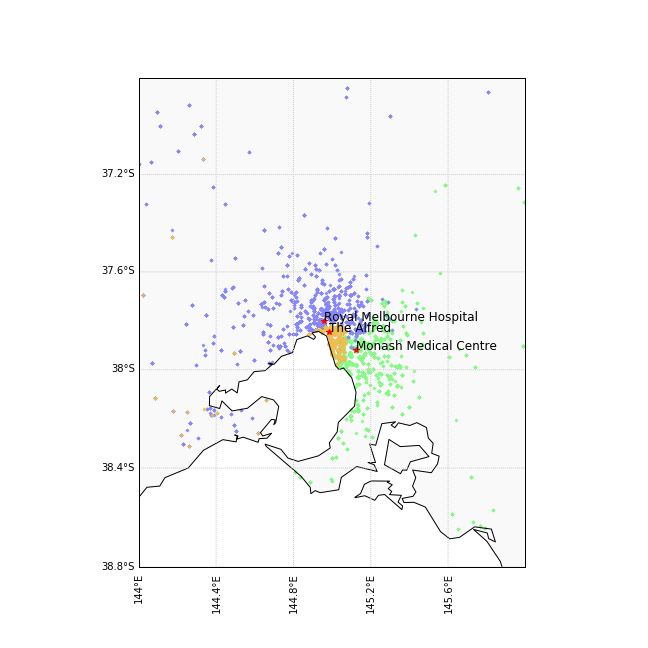 37.2°S
37.6°S
Royal Melbourne Hospital
The Alfred
Monash Medical Centre
38°S
38.4°S
38.8°S
144°E
144.4°E
144.8°E
145.2°E
145.6°E